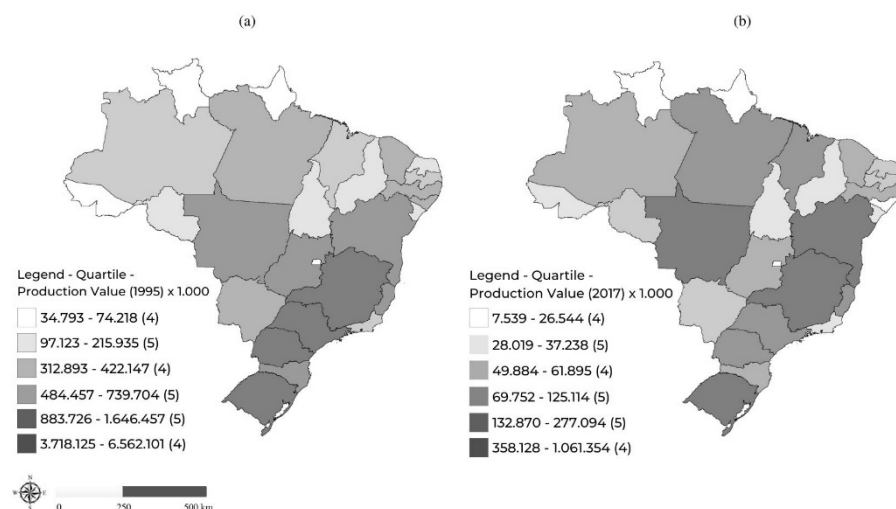 (a)
(b)
Legend - Quartile -
Production Value (1995) x 1.000
34.793 - 74.218 (4)
97.123 - 215.935 (5)
312.893 - 422.147 (4)
484.457 - 739.704 (5)
883.726 - 1.646.457 (5)
3.718.125 - 6.562.101 (4)
Legend - Quartile -
Production Value (2017) x 1.000
7.539 - 26.544 (4)
28.019 - 37.238 (5)
49.884 - 61.895 (4)
69.752 - 125.114 (5)
132.870 - 277.094 (5)
358.128 - 1.061.354 (4)
N
W E
S
0 250 500 km